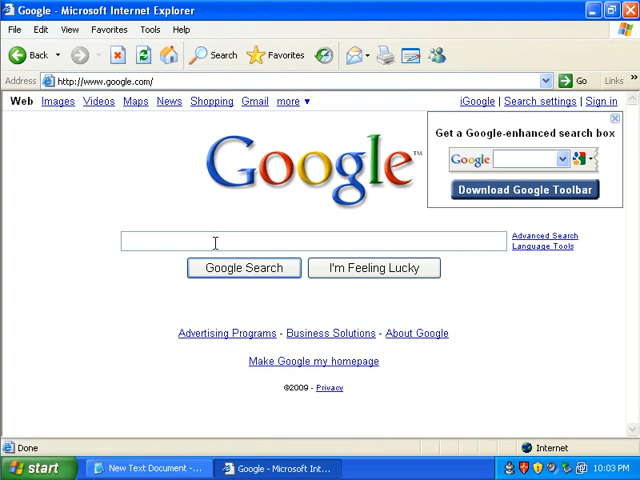 Google - Microsoft Internet Explorer
File Edit View Favorites Tools Help
Back Search Favorites
Address http://www.google.com/ Go Links »
Web Images Videos Maps News Shopping Gmail more ▼ iGoogle | Search settings | Sign in
Get a Google-enhanced search box
Google
Download Google Toolbar
Google™
Advanced Search
Language Tools
Google Search I'm Feeling Lucky
Advertising Programs - Business Solutions - About Google
Make Google my homepage
©2009 - Privacy
Done Internet
start New Text Document -... Google - Microsoft Int... 10:03 PM